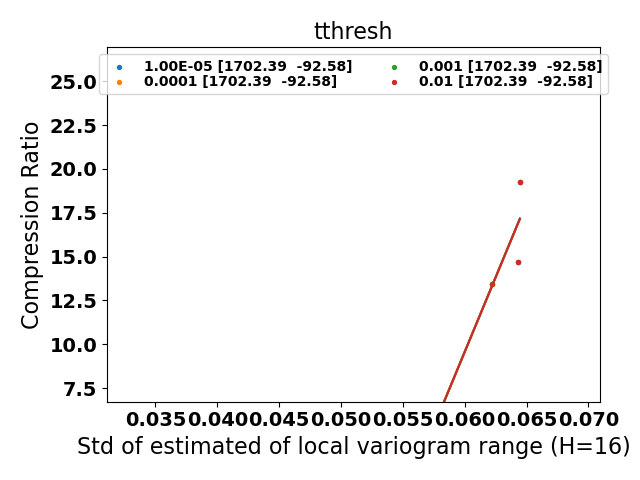 tthresh
1.00E-05 [1702.39  -92.58]
0.0001 [1702.39  -92.58]
0.001 [1702.39  -92.58]
0.01 [1702.39  -92.58]
Compression Ratio
25.0
22.5
20.0
17.5
15.0
12.5
10.0
7.5
0.035 0.040 0.045 0.050 0.055 0.060 0.065 0.070
Std of estimated of local variogram range (H=16)